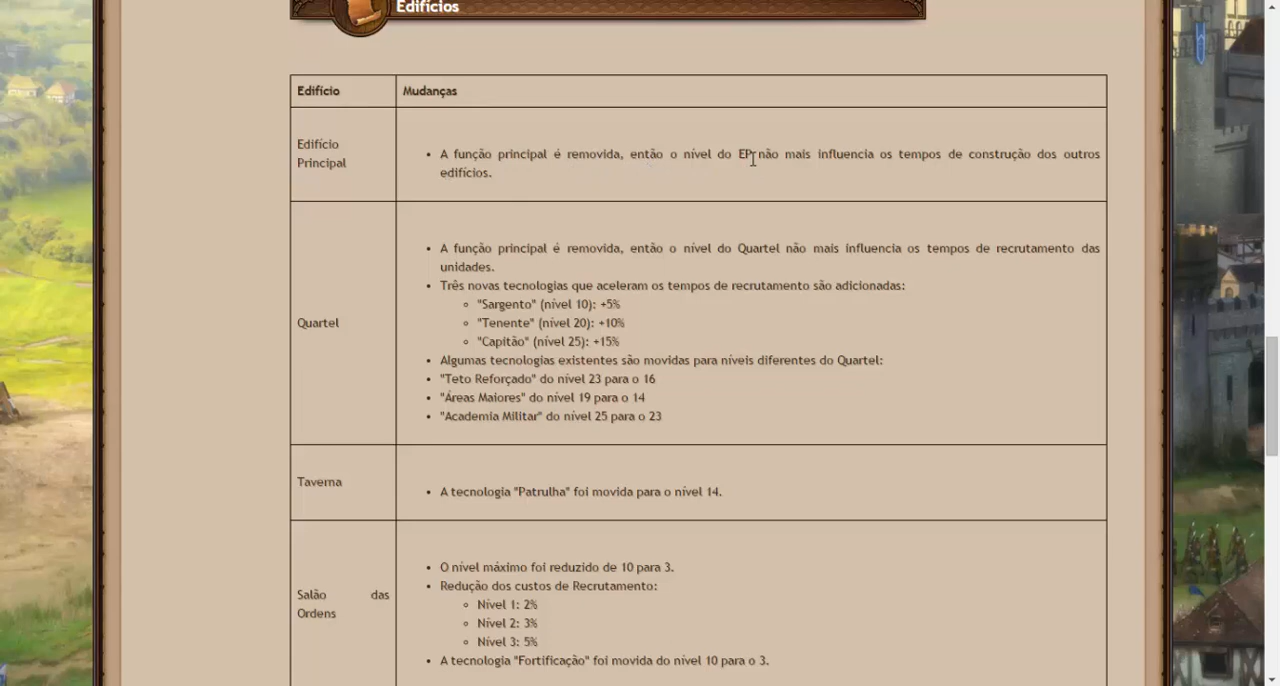 Edifícios
Edifício
Mudanças
Edifício
Principal
• A função principal é removida, então o nível do EP não mais influencia os tempos de construção dos outros
edifícios.
Quartel
• A função principal é removida, então o nível do Quartel não mais influencia os tempos de recrutamento das
unidades.
• Três novas tecnologias que aceleram os tempos de recrutamento são adicionadas:
◦ "Sargento" (nível 10): +5%
◦ "Tenente" (nível 20): +10%
◦ "Capitão" (nível 25): +15%
• Algumas tecnologias existentes são movidas para níveis diferentes do Quartel:
• "Teto Reforçado" do nível 23 para o 16
• "Áreas Maiores" do nível 19 para o 14
• "Academia Militar" do nível 25 para o 23
Taverna
• A tecnologia "Patrulha" foi movida para o nível 14.
Salão das
Ordens
• O nível máximo foi reduzido de 10 para 3.
• Redução dos custos de Recrutamento:
◦ Nível 1: 2%
◦ Nível 2: 3%
◦ Nível 3: 5%
• A tecnologia "Fortificação" foi movida do nível 10 para o 3.